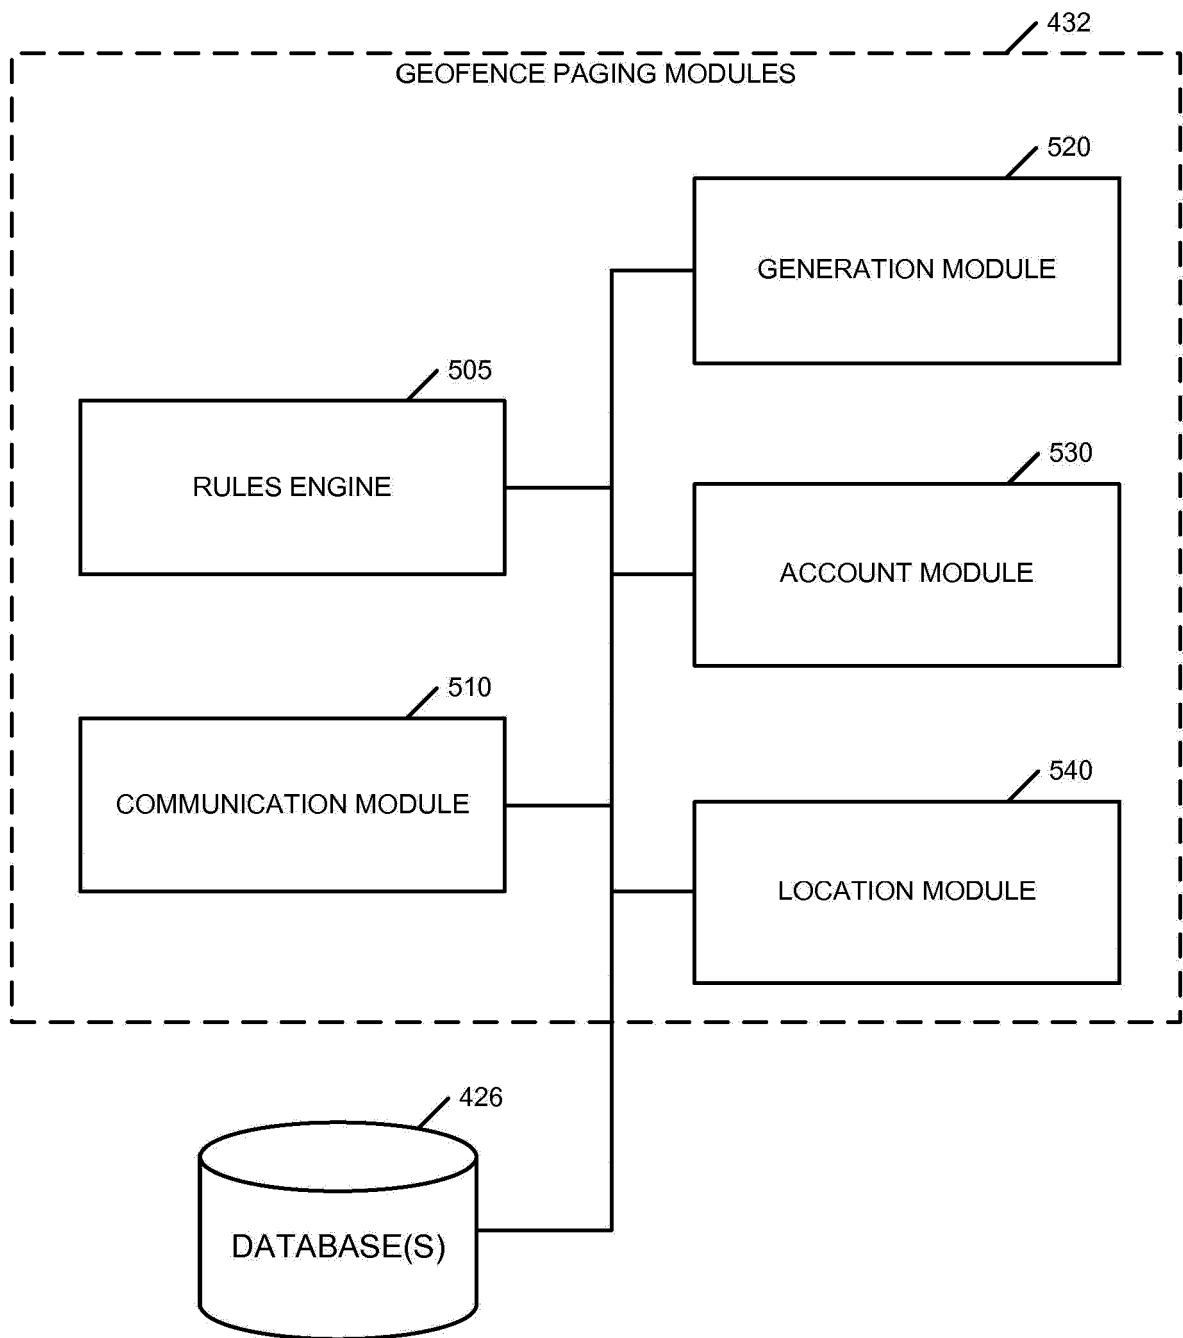 432
GEOFENCE PAGING MODULES
520
GENERATION MODULE
505
RULES ENGINE
530
ACCOUNT MODULE
510
COMMUNICATION MODULE
540
LOCATION MODULE
426
DATABASE(S)